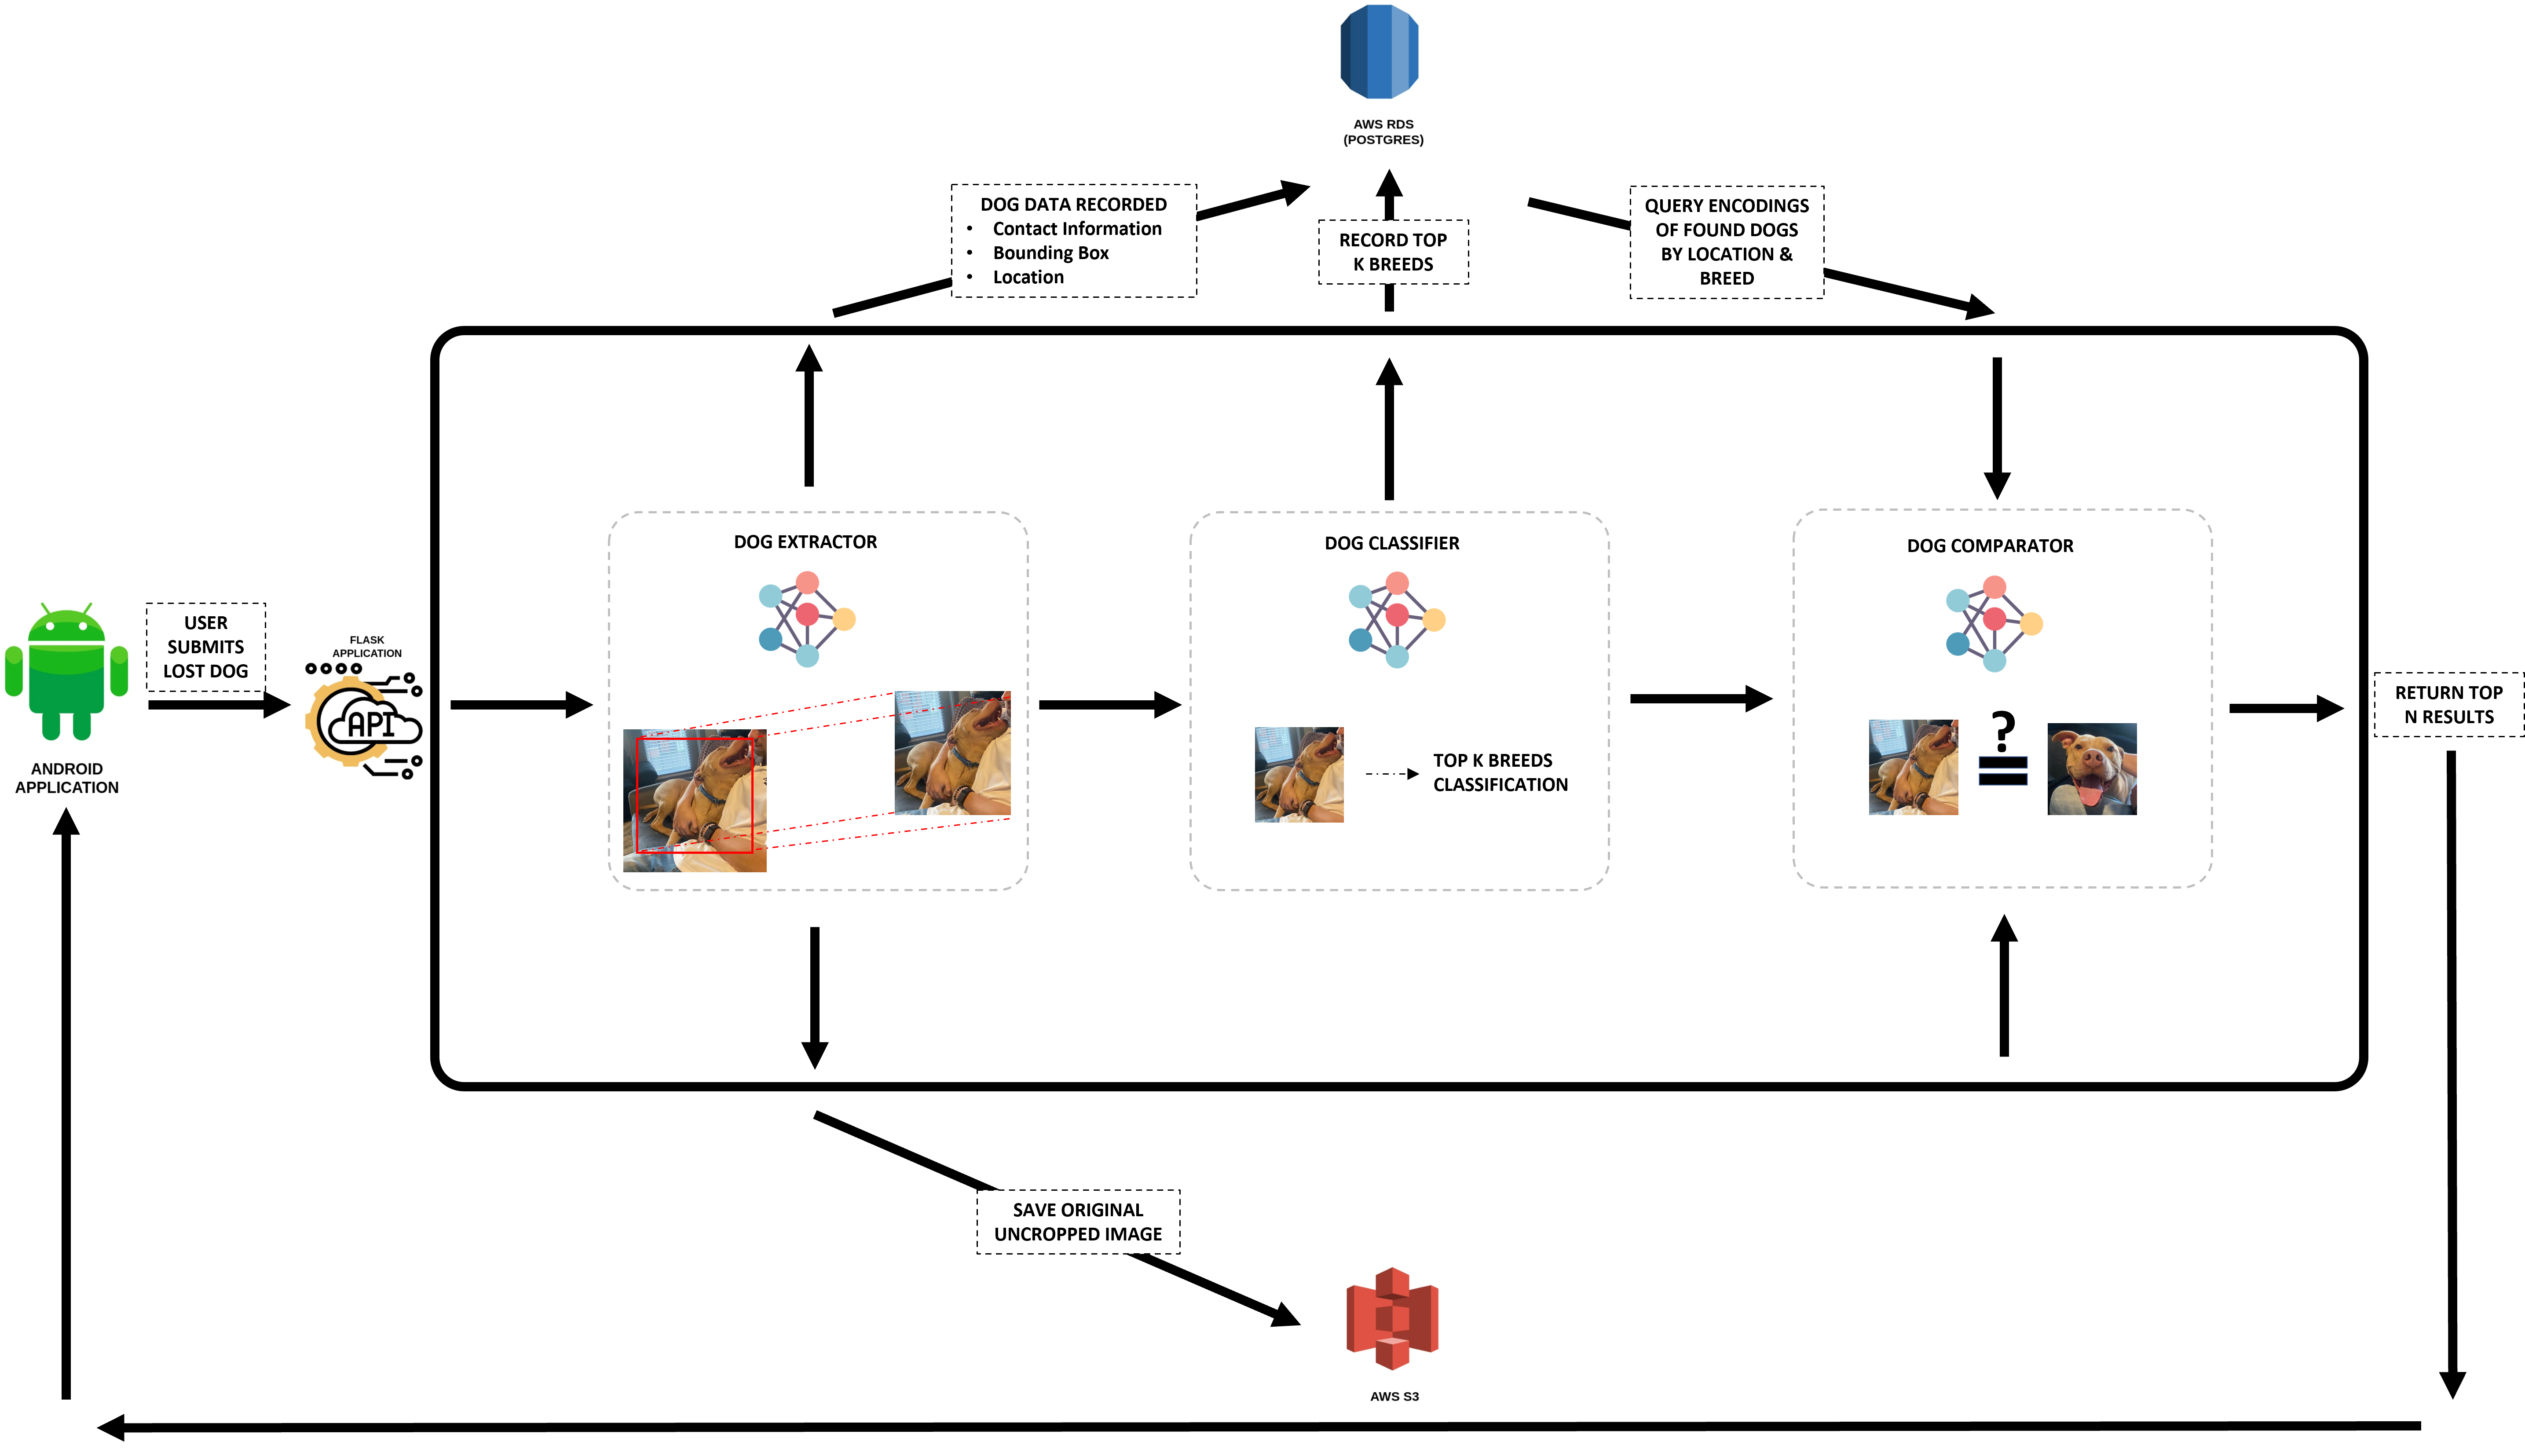 AWS RDS
(POSTGRES)
DOG DATA RECORDED
• Contact Information
• Bounding Box
• Location
RECORD TOP
K BREEDS
QUERY ENCODINGS
OF FOUND DOGS
BY LOCATION &
BREED
DOG EXTRACTOR
DOG CLASSIFIER
DOG COMPARATOR
USER
SUBMITS
LOST DOG
FLASK
APPLICATION
API
ANDROID
APPLICATION
TOP K BREEDS
CLASSIFICATION
?
RETURN TOP
N RESULTS
SAVE ORIGINAL
UNCROPPED IMAGE
AWS S3